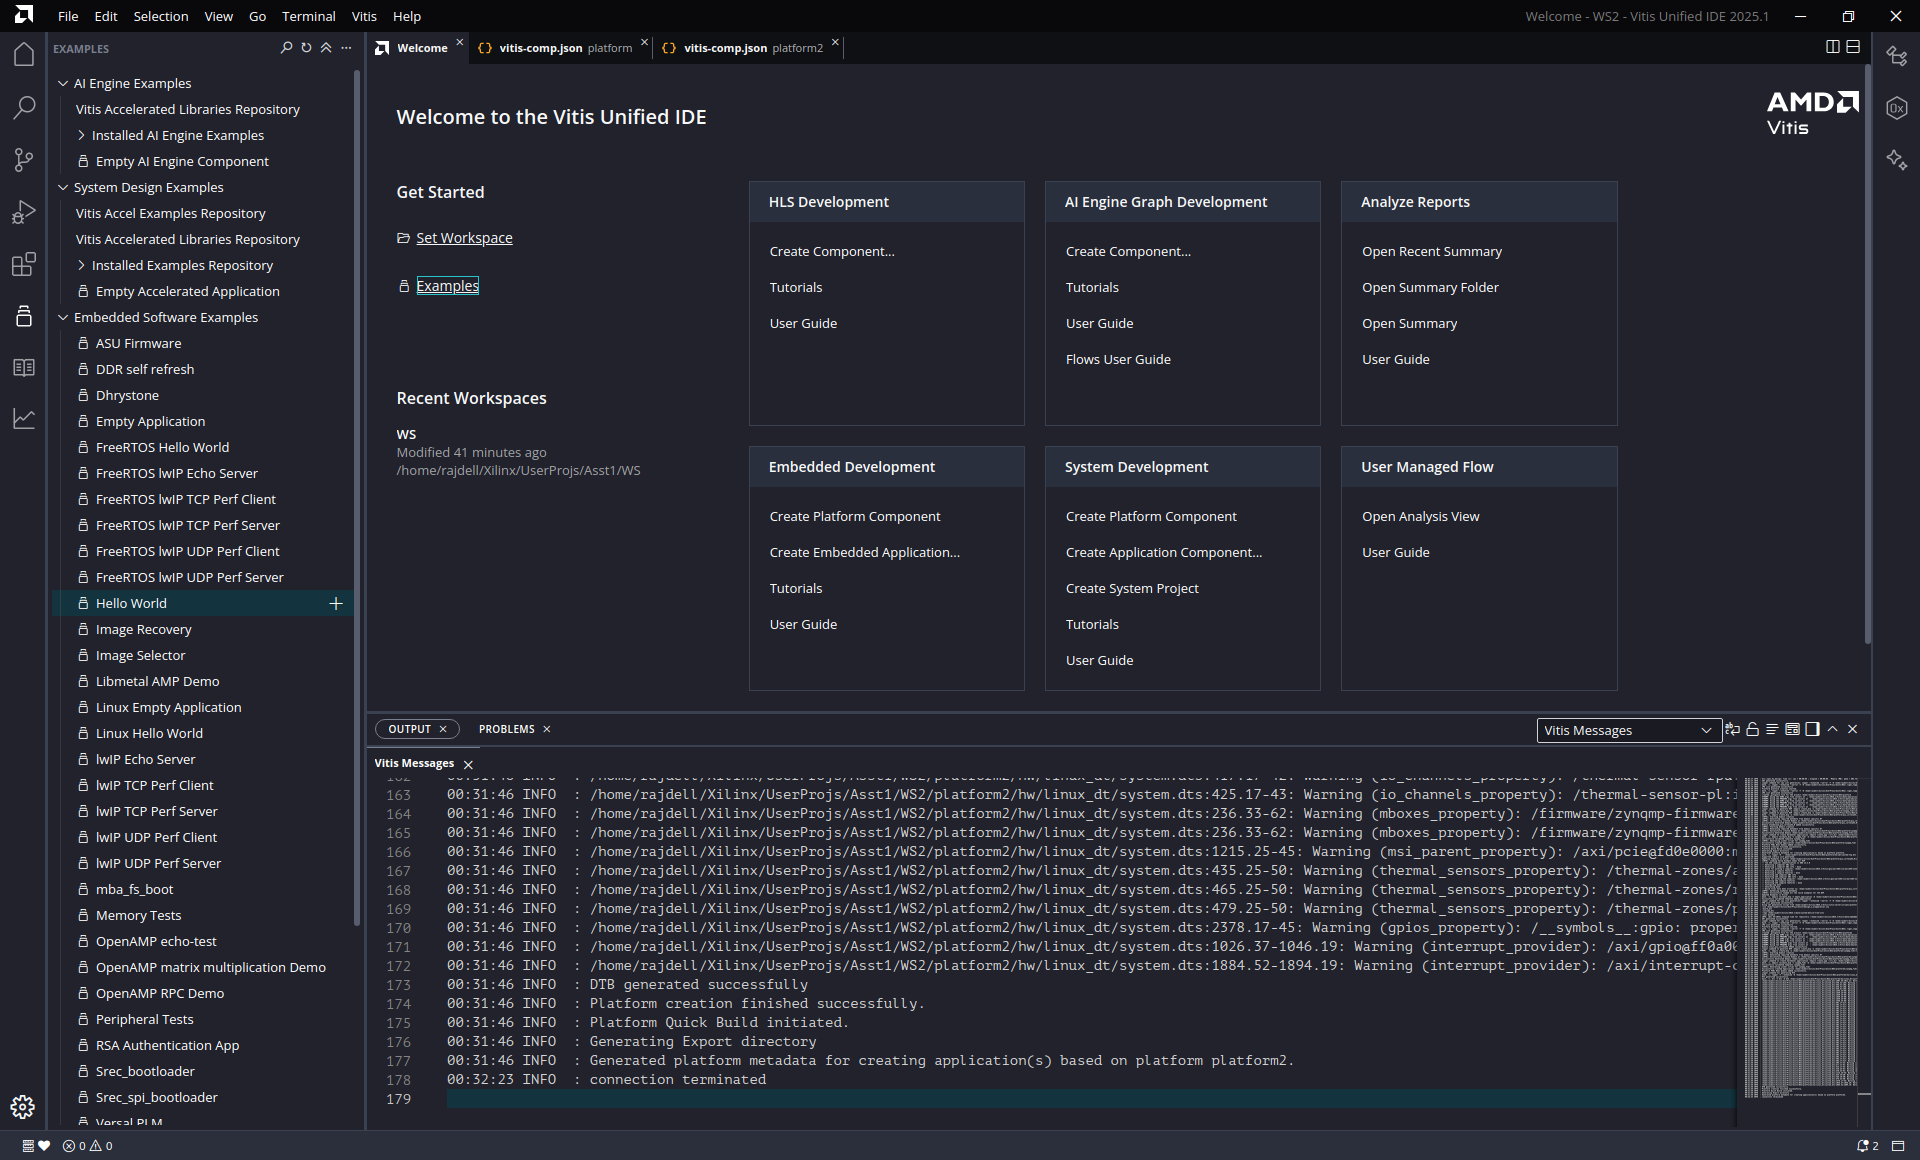 File Edit Selection View Go Terminal Vitis Help
Welcome - WS2 - Vitis Unified IDE 2025.1
EXAMPLES
AI Engine Examples
Vitis Accelerated Libraries Repository
Installed AI Engine Examples
Empty AI Engine Component
System Design Examples
Vitis Accel Examples Repository
Vitis Accelerated Libraries Repository
Installed Examples Repository
Empty Accelerated Application
Embedded Software Examples
ASU Firmware
DDR self refresh
Dhrystone
Empty Application
FreeRTOS Hello World
FreeRTOS lwIP Echo Server
FreeRTOS lwIP TCP Perf Client
FreeRTOS lwIP TCP Perf Server
FreeRTOS lwIP UDP Perf Client
FreeRTOS lwIP UDP Perf Server
Hello World
Image Recovery
Image Selector
Libmetal AMP Demo
Linux Empty Application
Linux Hello World
lwIP Echo Server
lwIP TCP Perf Client
lwIP TCP Perf Server
lwIP UDP Perf Client
lwIP UDP Perf Server
mba_fs_boot
Memory Tests
OpenAMP echo-test
OpenAMP matrix multiplication Demo
OpenAMP RPC Demo
Peripheral Tests
RSA Authentication App
Srec_bootloader
Srec_spi_bootloader
Versal PLM
Welcome
{} vitis-comp.json platform
{} vitis-comp.json platform2
Welcome to the Vitis Unified IDE
AMD
Vitis
Get Started
Set Workspace
Examples
Recent Workspaces
WS
Modified 41 minutes ago
/home/rajdell/Xilinx/UserProjs/Asst1/WS
HLS Development
Create Component...
Tutorials
User Guide
AI Engine Graph Development
Create Component...
Tutorials
User Guide
Flows User Guide
Analyze Reports
Open Recent Summary
Open Summary Folder
Open Summary
User Guide
Embedded Development
Create Platform Component
Create Embedded Application...
Tutorials
User Guide
System Development
Create Platform Component
Create Application Component...
Create System Project
Tutorials
User Guide
User Managed Flow
Open Analysis View
User Guide
0x
OUTPUT
PROBLEMS
Vitis Messages
Vitis Messages
163 00:31:46 INFO : /home/rajdell/Xilinx/UserProjs/Asst1/WS2/platform2/hw/linux_dt/system.dts:425.17-43: Warning (io_channels_property): /thermal-sensor-pl:
164 00:31:46 INFO : /home/rajdell/Xilinx/UserProjs/Asst1/WS2/platform2/hw/linux_dt/system.dts:236.33-62: Warning (mboxes_property): /firmware/zynqmp-firmware
165 00:31:46 INFO : /home/rajdell/Xilinx/UserProjs/Asst1/WS2/platform2/hw/linux_dt/system.dts:236.33-62: Warning (mboxes_property): /firmware/zynqmp-firmware
166 00:31:46 INFO : /home/rajdell/Xilinx/UserProjs/Asst1/WS2/platform2/hw/linux_dt/system.dts:1215.25-45: Warning (msi_parent_property): /axi/pcie@fd0e0000:
167 00:31:46 INFO : /home/rajdell/Xilinx/UserProjs/Asst1/WS2/platform2/hw/linux_dt/system.dts:435.25-50: Warning (thermal_sensors_property): /thermal-zones/
168 00:31:46 INFO : /home/rajdell/Xilinx/UserProjs/Asst1/WS2/platform2/hw/linux_dt/system.dts:465.25-50: Warning (thermal_sensors_property): /thermal-zones/
169 00:31:46 INFO : /home/rajdell/Xilinx/UserProjs/Asst1/WS2/platform2/hw/linux_dt/system.dts:479.25-50: Warning (thermal_sensors_property): /thermal-zones/
170 00:31:46 INFO : /home/rajdell/Xilinx/UserProjs/Asst1/WS2/platform2/hw/linux_dt/system.dts:2378.17-45: Warning (gpios_property): /__symbols__:gpio: prope
171 00:31:46 INFO : /home/rajdell/Xilinx/UserProjs/Asst1/WS2/platform2/hw/linux_dt/system.dts:1026.37-1046.19: Warning (interrupt_provider): /axi/gpio@ff0a00
172 00:31:46 INFO : /home/rajdell/Xilinx/UserProjs/Asst1/WS2/platform2/hw/linux_dt/system.dts:1884.52-1894.19: Warning (interrupt_provider): /axi/interrupt-
173 00:31:46 INFO : DTB generated successfully
174 00:31:46 INFO : Platform creation finished successfully.
175 00:31:46 INFO : Platform Quick Build initiated.
176 00:31:46 INFO : Generating Export directory
177 00:31:46 INFO : Generated platform metadata for creating application(s) based on platform platform2.
178 00:32:23 INFO : connection terminated
179
0 0
2